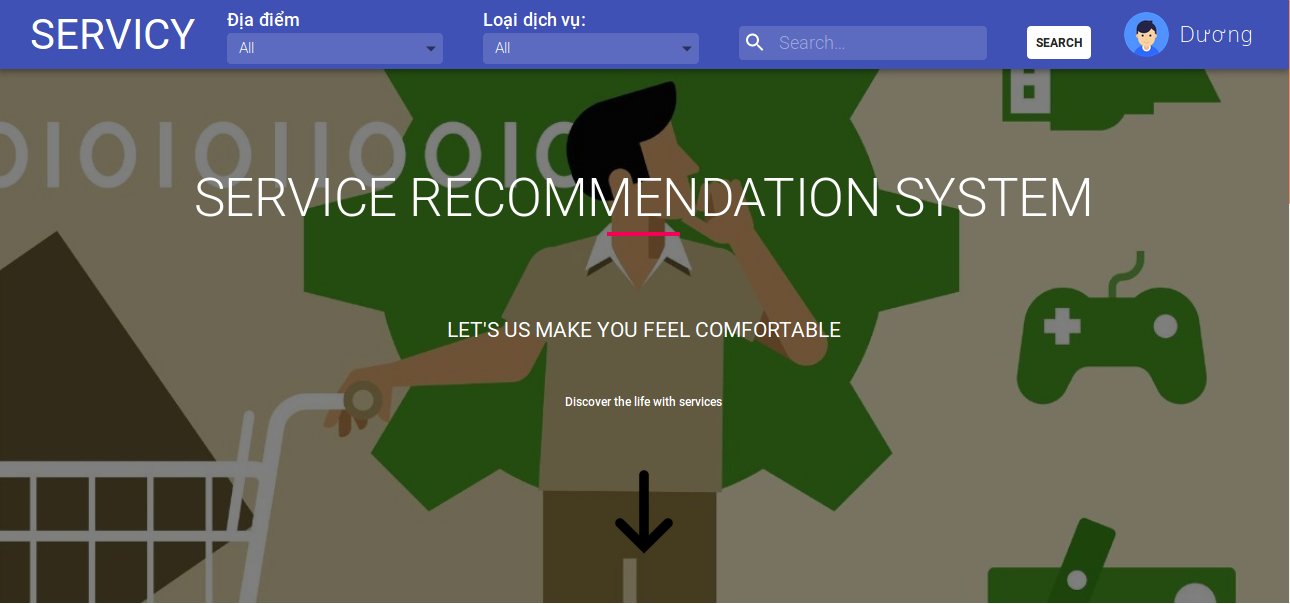 SERVICY
Địa điểm
All
Loại dịch vụ:
All
Search...
SEARCH
Dương
0101011001C
SERVICE RECOMMENDATION SYSTEM
LET'S US MAKE YOU FEEL COMFORTABLE
Discover the life with services